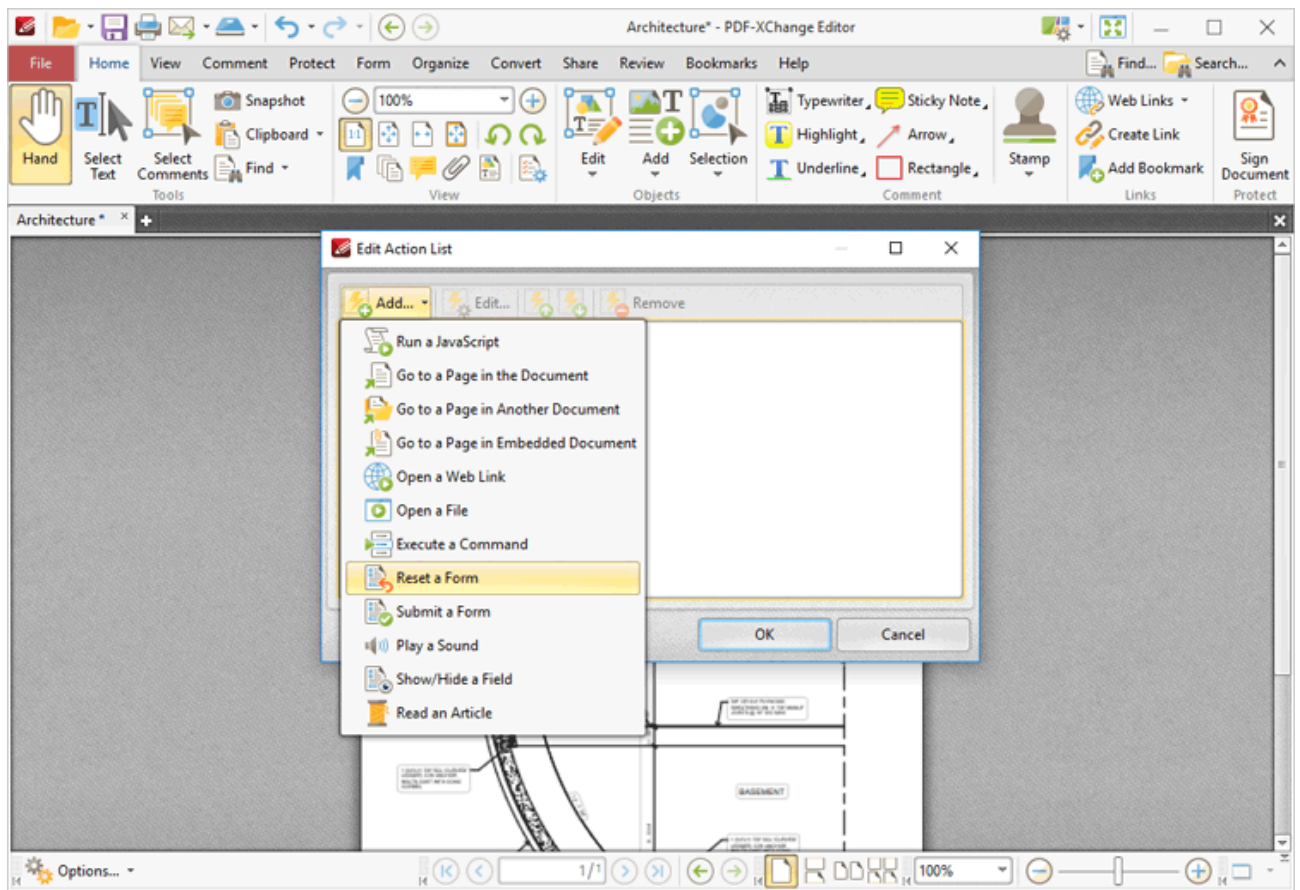 Architecture* - PDF-XChange Editor
File Home View Comment Protect Form Organize Convert Share Review Bookmarks Help Find... Search...
Snapshot 100% Typewriter Sticky Note Web Links
Clipboard 1:1 Highlight Arrow Create Link
Hand Select Text Select Comments Find Edit Add Selection Underline Rectangle Stamp Add Bookmark Sign Document
Tools View Objects Comment Links Protect
Architecture *
Edit Action List
Add... Edit... Remove
Run a JavaScript
Go to a Page in the Document
Go to a Page in Another Document
Go to a Page in Embedded Document
Open a Web Link
Open a File
Execute a Command
Reset a Form
Submit a Form
OK Cancel
Play a Sound
Show/Hide a Field
Read an Article
BASEMENT
Options... 1/1 100%